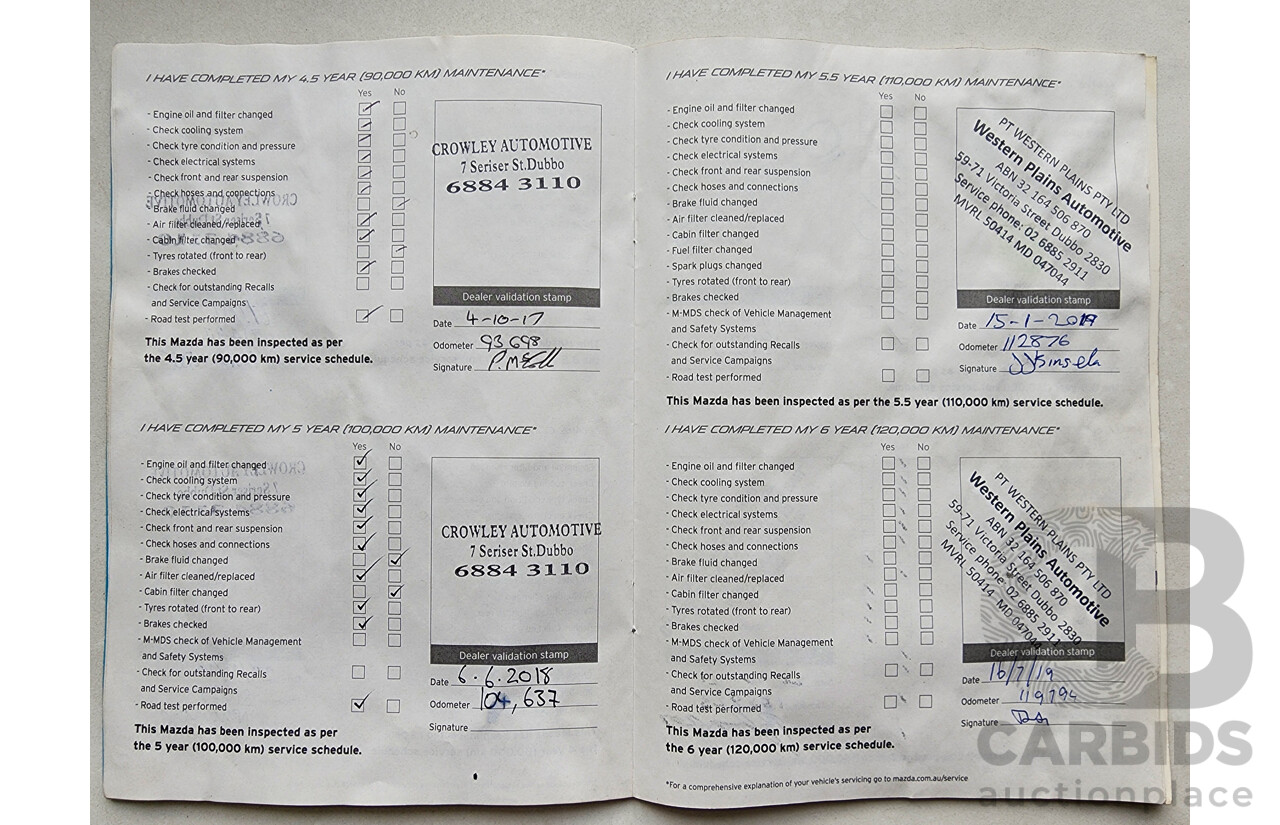 I HAVE COMPLETED MY 4.5 YEAR (90,000 KM) MAINTENANCE*
Yes No
- Engine oil and filter changed
- Check cooling system
- Check tyre condition and pressure
- Check electrical systems
- Check front and rear suspension
- Check hoses and connections
- Brake fluid changed
- Air filter cleaned/replaced
- Cabin filter changed
- Tyres rotated (front to rear)
- Brakes checked
- Check for outstanding Recalls
and Service Campaigns
- Road test performed
This Mazda has been inspected as per
the 4.5 year (90,000 km) service schedule.
CROWLEY AUTOMOTIVE
7 Seriser St.Dubbo
6884 3110
Dealer validation stamp
Date 4-10-17
Odometer 93698
Signature
I HAVE COMPLETED MY 5 YEAR (100,000 KM) MAINTENANCE*
Yes No
- Engine oil and filter changed
- Check cooling system
- Check tyre condition and pressure
- Check electrical systems
- Check front and rear suspension
- Check hoses and connections
- Brake fluid changed
- Air filter cleaned/replaced
- Cabin filter changed
- Tyres rotated (front to rear)
- Brakes checked
- M-MDS check of Vehicle Management
and Safety Systems
- Check for outstanding Recalls
and Service Campaigns
- Road test performed
This Mazda has been inspected as per
the 5 year (100,000 km) service schedule.
CROWLEY AUTOMOTIVE
7 Seriser St.Dubbo
6884 3110
Dealer validation stamp
Date 6.6.2018
Odometer 104,637
Signature
I HAVE COMPLETED MY 5.5 YEAR (110,000 KM) MAINTENANCE*
Yes No
- Engine oil and filter changed
- Check cooling system
- Check tyre condition and pressure
- Check electrical systems
- Check front and rear suspension
- Check hoses and connections
- Brake fluid changed
- Air filter cleaned/replaced
- Cabin filter changed
- Fuel filter changed
- Spark plugs changed
- Tyres rotated (front to rear)
- Brakes checked
- M-MDS check of Vehicle Management
and Safety Systems
- Check for outstanding Recalls
and Service Campaigns
- Road test performed
This Mazda has been inspected as per the 5.5 year (110,000 km) service schedule.
PT WESTERN PLAINS PTY LTD
Western Plains Automotive
ABN 32 164 506 870
59-71 Victoria Street Dubbo 2830
Service phone: 02 6885 2911
MVRL 50414 MD 047044
Dealer validation stamp
Date 15-1-2019
Odometer 112876
Signature
I HAVE COMPLETED MY 6 YEAR (120,000 KM) MAINTENANCE*
Yes No
- Engine oil and filter changed
- Check cooling system
- Check tyre condition and pressure
- Check electrical systems
- Check front and rear suspension
- Check hoses and connections
- Brake fluid changed
- Air filter cleaned/replaced
- Cabin filter changed
- Tyres rotated (front to rear)
- Brakes checked
- M-MDS check of Vehicle Management
and Safety Systems
- Check for outstanding Recalls
and Service Campaigns
- Road test performed
This Mazda has been inspected as per
the 6 year (120,000 km) service schedule.
PT WESTERN PLAINS PTY LTD
Western Plains Automotive
ABN 32 164 506 870
59-71 Victoria Street Dubbo 2830
Service phone: 02 6885 2911
MVRL 50414 MD 047044
Dealer validation stamp
Date 16/7/19
Odometer 119794
Signature
*For a comprehensive explanation of your vehicle's servicing go to mazda.com.au/service
B
CARBIDS
auctionplace